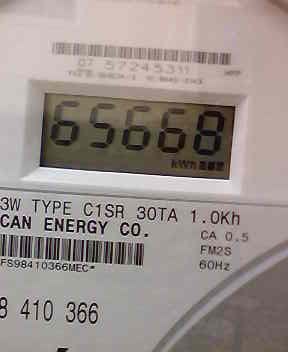 07 57245311
65668
kWh
3W TYPE C1SR 30TA 1.0Kh
CAN ENERGY CO.
CA 0.5
FM2S
FS98410366MEC*
60Hz
8 410 366